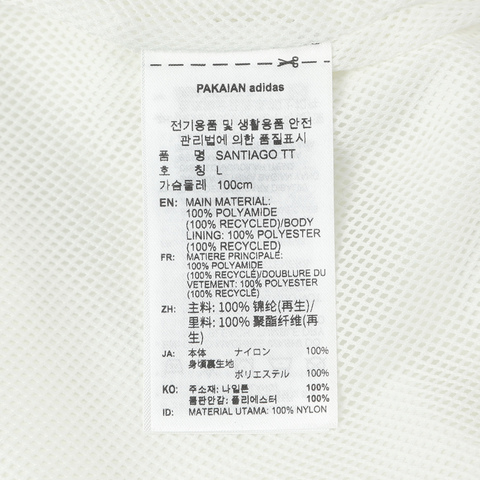 PAKAIAN adidas
전기용품 및 생활용품 안전
관리법에 의한 품질표시
품 명 SANTIAGO TT
호 칭 L
가슴둘레 100cm
EN: MAIN MATERIAL:
100% POLYAMIDE
(100% RECYCLED)/BODY
LINING: 100% POLYESTER
(100% RECYCLED)
FR: MATIERE PRINCIPALE:
100% POLYAMIDE
(100% RECYCLÉ)/DOUBLURE DU
VETEMENT: 100% POLYESTER
(100% RECYCLÉ)
ZH: 主料: 100% 锦纶(再生)/
里料: 100% 聚酯纤维(再
生)
JA: 本体 ナイロン 100%
身頃裏生地
ポリエステル 100%
KO: 주소재: 나일론 100%
품판안감: 폴리에스터 100%
ID: MATERIAL UTAMA: 100% NYLON